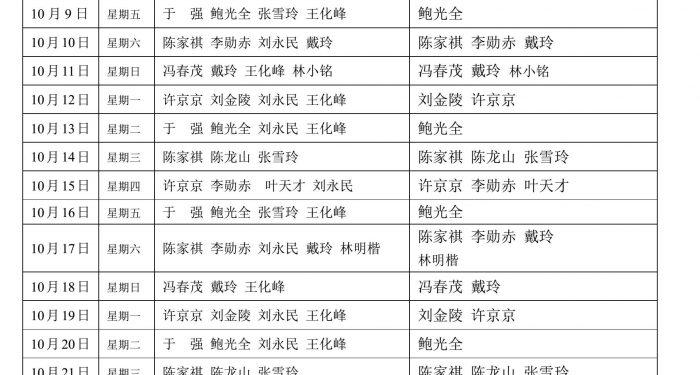 10月9日 星期五 于　强 鲍光全 张雪玲 王化峰 鲍光全
10月10日 星期六 陈家祺 李勋赤 刘永民 戴玲 陈家祺 李勋赤 戴玲
10月11日 星期日 冯春茂 戴玲 王化峰 林小铭 冯春茂 戴玲 林小铭
10月12日 星期一 许京京 刘金陵 刘永民 王化峰 刘金陵 许京京
10月13日 星期二 于　强 鲍光全 刘永民 王化峰 鲍光全
10月14日 星期三 陈家祺 陈龙山 张雪玲 陈家祺 陈龙山 张雪玲
10月15日 星期四 许京京 李勋赤　叶天才 刘永民 许京京 李勋赤 叶天才
10月16日 星期五 于　强 鲍光全 张雪玲 王化峰 鲍光全
10月17日 星期六 陈家祺 李勋赤 刘永民 戴玲 林明楷 陈家祺 李勋赤 戴玲
林明楷
10月18日 星期日 冯春茂 戴玲 王化峰 冯春茂 戴玲
10月19日 星期一 许京京 刘金陵 刘永民 王化峰 刘金陵 许京京
10月20日 星期二 于　强 鲍光全 刘永民 王化峰 鲍光全
10月21日 星期三 陈家祺 陈龙山 张雪玲 陈家祺 陈龙山 张雪玲